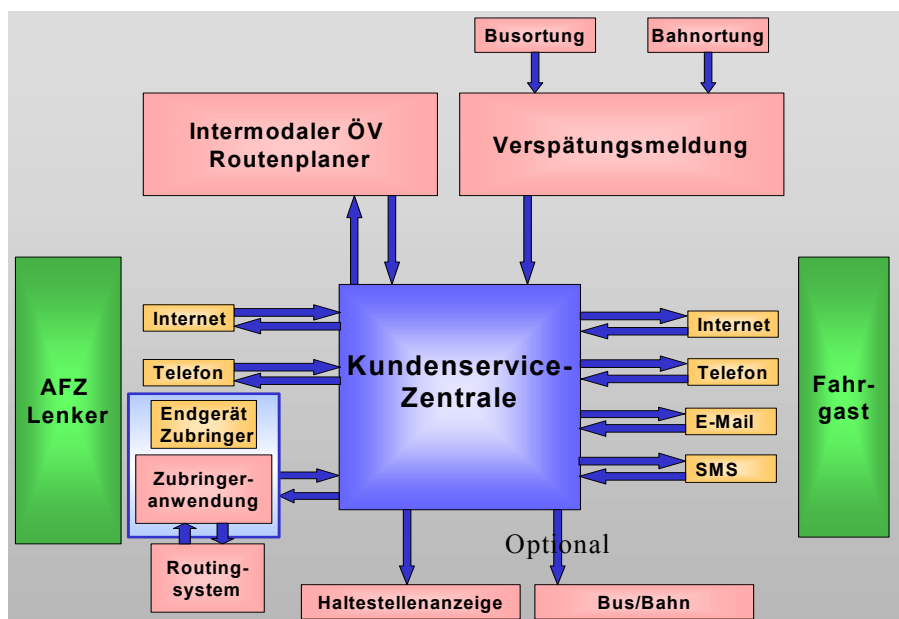 Busortung
Bahnortung
Intermodaler ÖV
Routenplaner
Verspätungsmeldung
AFZ
Lenker
Internet
Telefon
Endgerät
Zubringer
Zubringer-
anwendung
Routing-
system
Kundenservice-
Zentrale
Internet
Telefon
E-Mail
SMS
Fahr-
gast
Optional
Haltestellenanzeige
Bus/Bahn